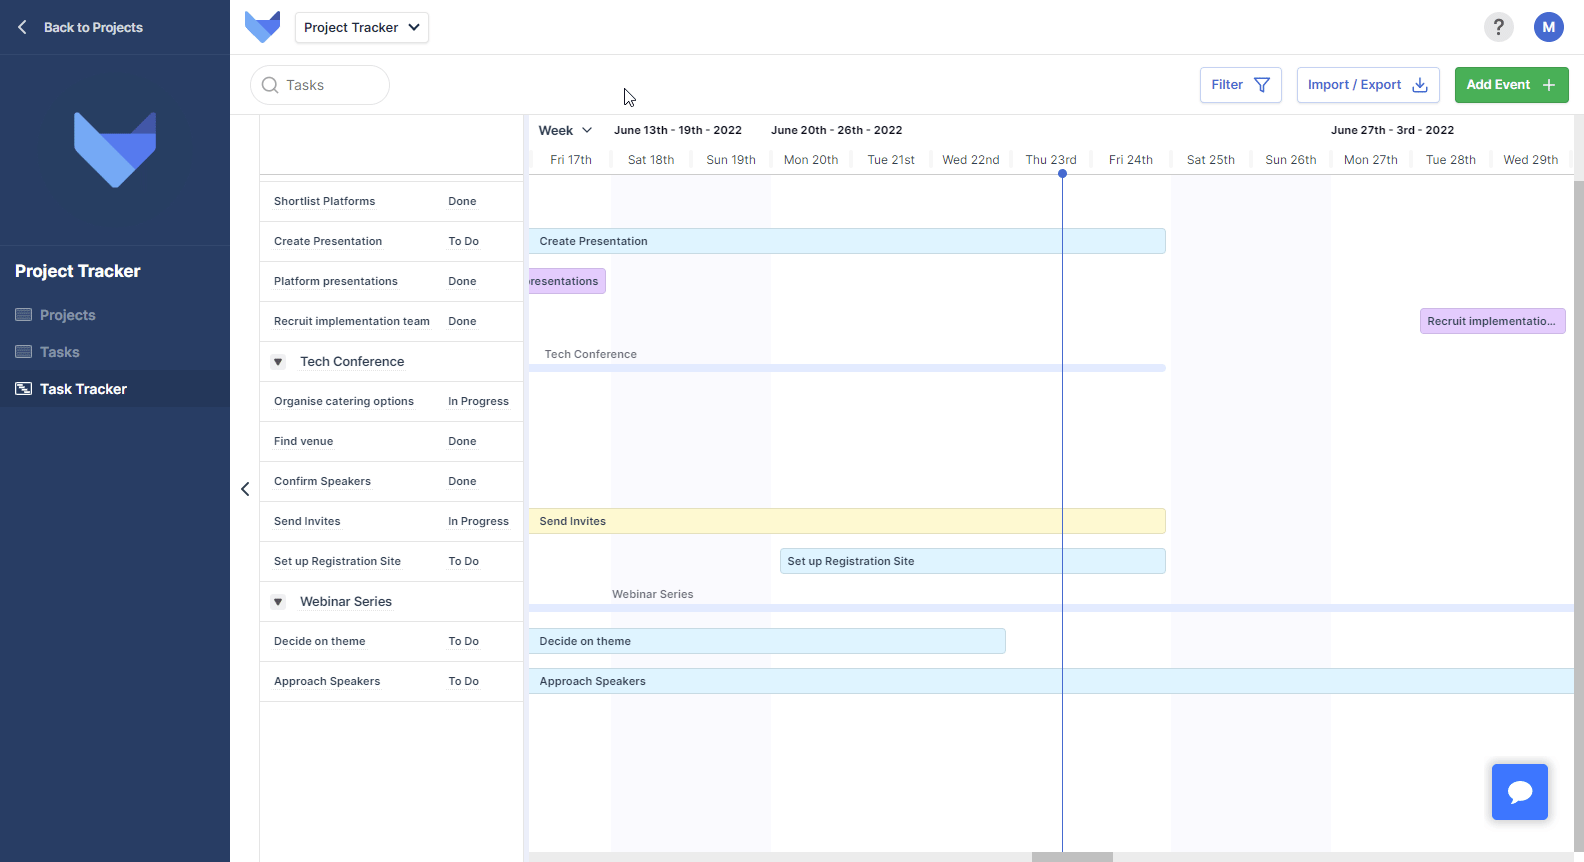 Back to Projects
Project Tracker
?
M
Tasks
Filter
Import / Export
Add Event
Week
June 13th - 19th - 2022
June 20th - 26th - 2022
June 27th - 3rd - 2022
Fri 17th
Sat 18th
Sun 19th
Mon 20th
Tue 21st
Wed 22nd
Thu 23rd
Fri 24th
Sat 25th
Sun 26th
Mon 27th
Tue 28th
Wed 29th
Project Tracker
Projects
Tasks
Task Tracker
Shortlist Platforms Done
Create Presentation To Do
Create Presentation
Platform presentations Done
presentations
Recruit implementation team Done
Recruit implementatio...
Tech Conference
Tech Conference
Organise catering options In Progress
Find venue Done
Confirm Speakers Done
Send Invites In Progress
Send Invites
Set up Registration Site To Do
Set up Registration Site
Webinar Series
Webinar Series
Decide on theme To Do
Decide on theme
Approach Speakers To Do
Approach Speakers